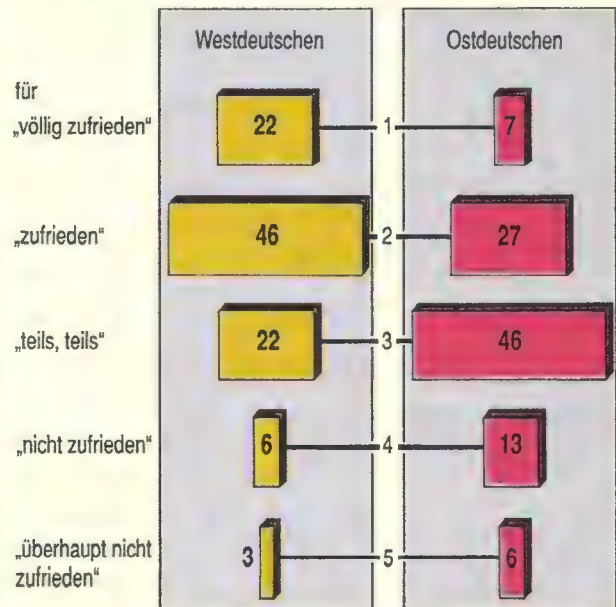 Westdeutschen Ostdeutschen
für
„völlig zufrieden“ 22 1 7
„zufrieden“ 46 2 27
„teils, teils“ 22 3 46
„nicht zufrieden“ 6 4 13
„überhaupt nicht
zufrieden“ 3 5 6